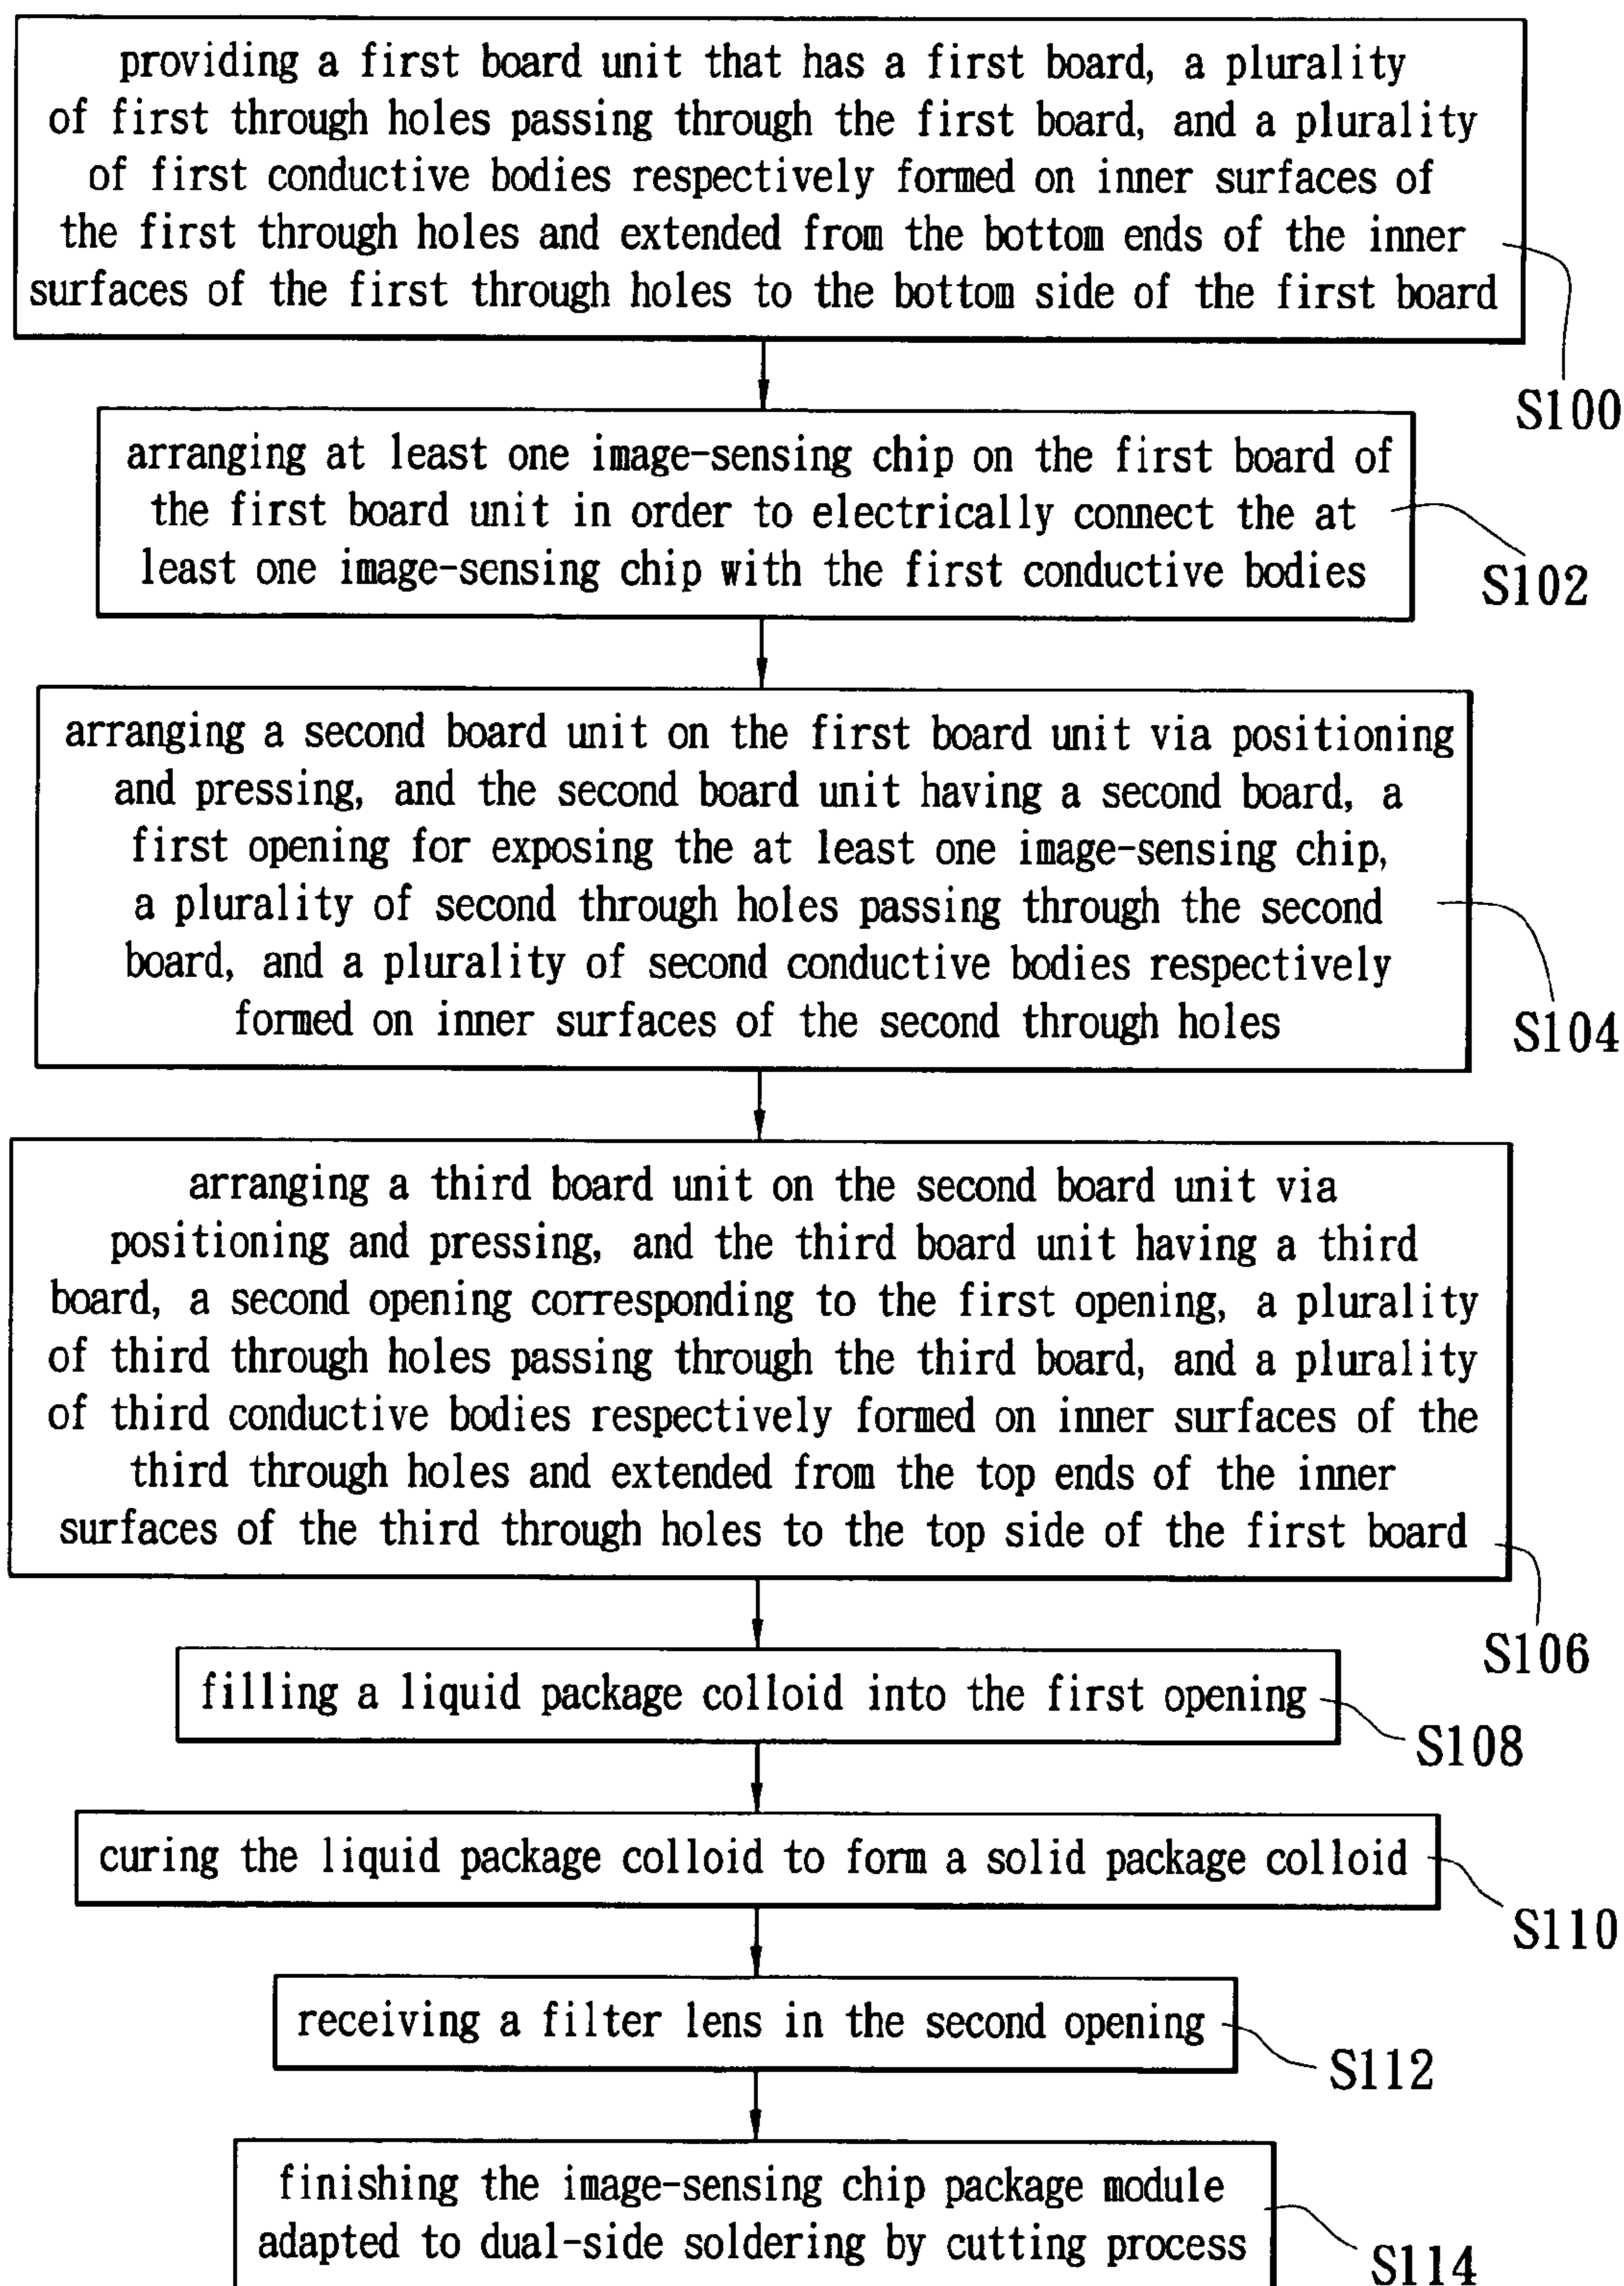 providing a first board unit that has a first board, a plurality
of first through holes passing through the first board, and a plurality
of first conductive bodies respectively formed on inner surfaces of
the first through holes and extended from the bottom ends of the inner
surfaces of the first through holes to the bottom side of the first board
S100
arranging at least one image-sensing chip on the first board of
the first board unit in order to electrically connect the at
least one image-sensing chip with the first conductive bodies
S102
arranging a second board unit on the first board unit via positioning
and pressing, and the second board unit having a second board, a
first opening for exposing the at least one image-sensing chip,
a plurality of second through holes passing through the second
board, and a plurality of second conductive bodies respectively
formed on inner surfaces of the second through holes
S104
arranging a third board unit on the second board unit via
positioning and pressing, and the third board unit having a third
board, a second opening corresponding to the first opening, a plurality
of third through holes passing through the third board, and a plurality
of third conductive bodies respectively formed on inner surfaces of the
third through holes and extended from the top ends of the inner
surfaces of the third through holes to the top side of the first board
S106
filling a liquid package colloid into the first opening
S108
curing the liquid package colloid to form a solid package colloid
S110
receiving a filter lens in the second opening
S112
finishing the image-sensing chip package module
adapted to dual-side soldering by cutting process
S114